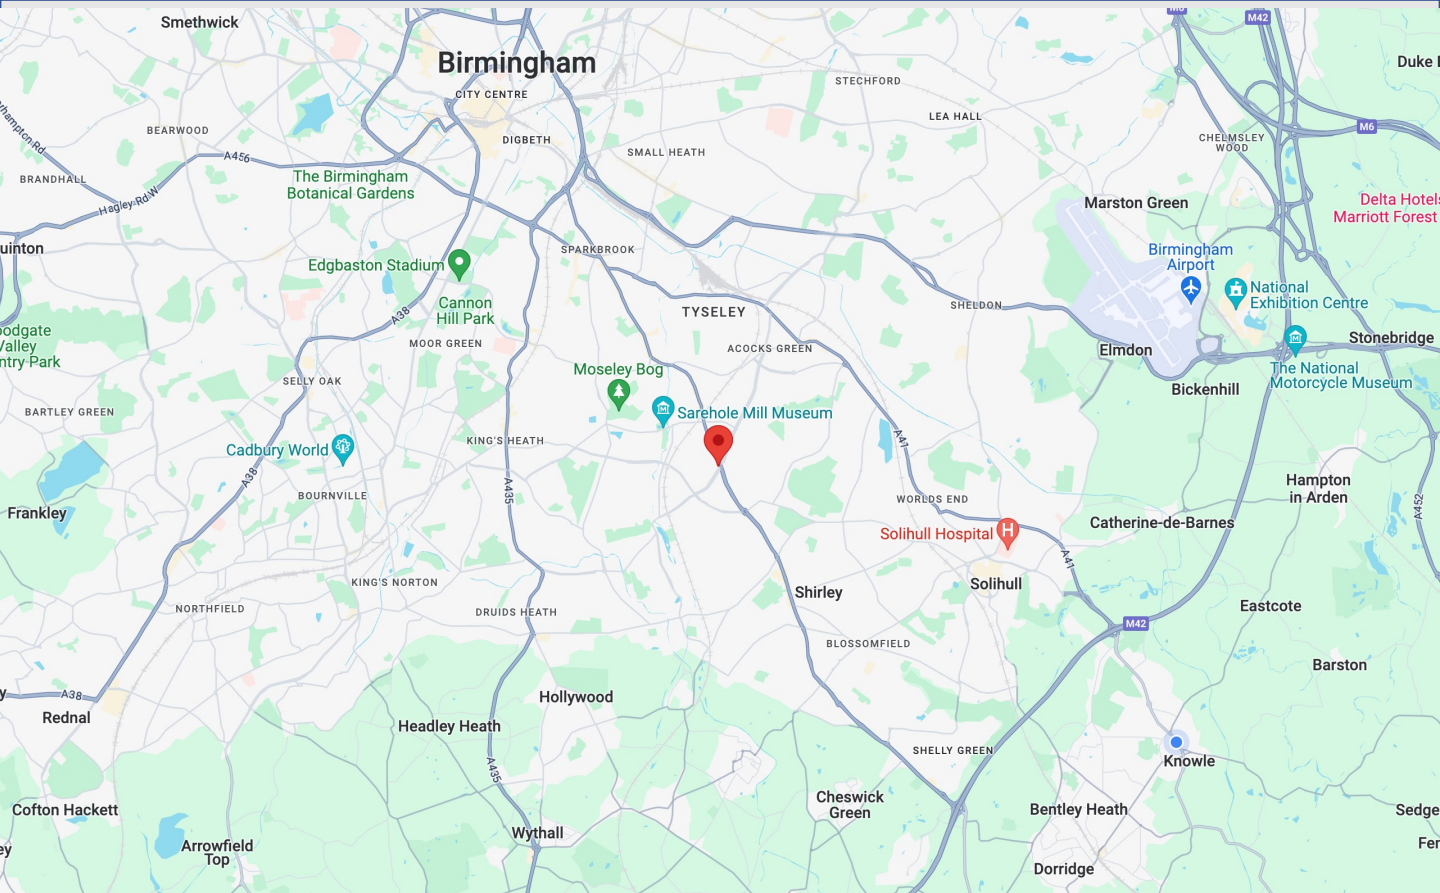 M6
M42
Smethwick
Birmingham
Duke
STECHFORD
CITY CENTRE
LEA HALL
M6
BEARWOOD
DIGBETH
CHELMSLEY
WOOD
SMALL HEATH
A456
BRANDHALL
The Birmingham
Botanical Gardens
Hagley Rd W
Marston Green
Delta Hotels
Marriott Forest
uinton
SPARKBROOK
Birmingham
Airport
Edgbaston Stadium
National
Exhibition Centre
Cannon
Hill Park
A38
SHELDON
TYSELEY
Stonebridge
Valley
ntry Park
MOOR GREEN
ACOCKS GREEN
Elmdon
The National
Motorcycle Museum
Moseley Bog
SELLY OAK
Bickenhill
BARTLEY GREEN
Sarehole Mill Museum
KING'S HEATH
A41
Cadbury World
A38
A435
Hampton
in Arden
BOURNVILLE
WORLDS END
A452
Frankley
Catherine-de-Barnes
Solihull Hospital
A41
KING'S NORTON
Solihull
Shirley
NORTHFIELD
DRUIDS HEATH
Eastcote
M42
BLOSSOMFIELD
Barston
A38
Hollywood
Rednal
Headley Heath
SHELLY GREEN
Knowle
A435
Cheswick
Green
Cofton Hackett
Bentley Heath
Sedge
Wythall
Arrowfield
Top
Fer
ey
Dorridge